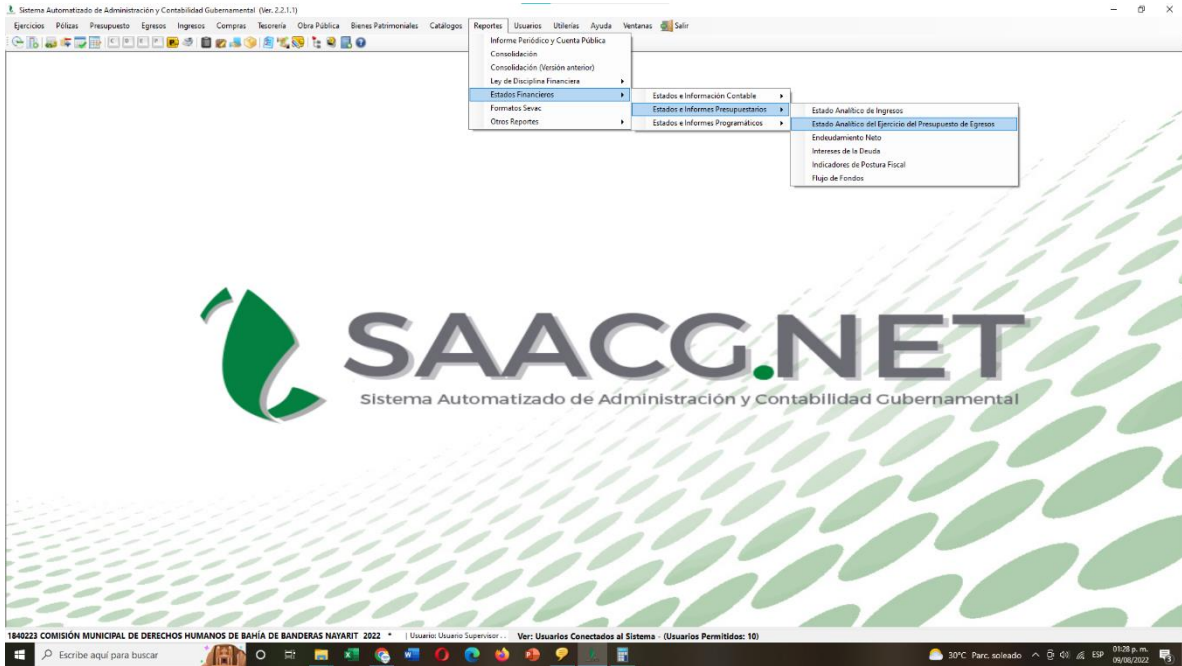 Sistema Automatizado de Administración y Contabilidad Gubernamental (Ver. 2.2.1.1)
Ejercicios Pólizas Presupuesto Egresos Ingresos Compras Tesorería Obra Pública Bienes Patrimoniales Catálogos Reportes Usuarios Utilerías Ayuda Ventanas Salir
Informe Periódico y Cuenta Pública
Consolidación
Consolidación (Versión anterior)
Ley de Disciplina Financiera
Estados Financieros
Formatos Sevac
Otros Reportes
Estados e Información Contable
Estados e Informes Presupuestarios
Estados e Informes Programáticos
Estado Analítico de Ingresos
Estado Analítico del Ejercicio del Presupuesto de Egresos
Endeudamiento Neto
Intereses de la Deuda
Indicadores de Postura Fiscal
Flujo de Fondos
SAACG.NET
Sistema Automatizado de Administración y Contabilidad Gubernamental
1840223 COMISIÓN MUNICIPAL DE DERECHOS HUMANOS DE BAHÍA DE BANDERAS NAYARIT 2022 * | Usuario: Usuario Supervisor . . Ver: Usuarios Conectados al Sistema - (Usuarios Permitidos: 10)
Escribe aquí para buscar
30°C Parc. soleado ESP 01:28 p. m.
09/08/2022